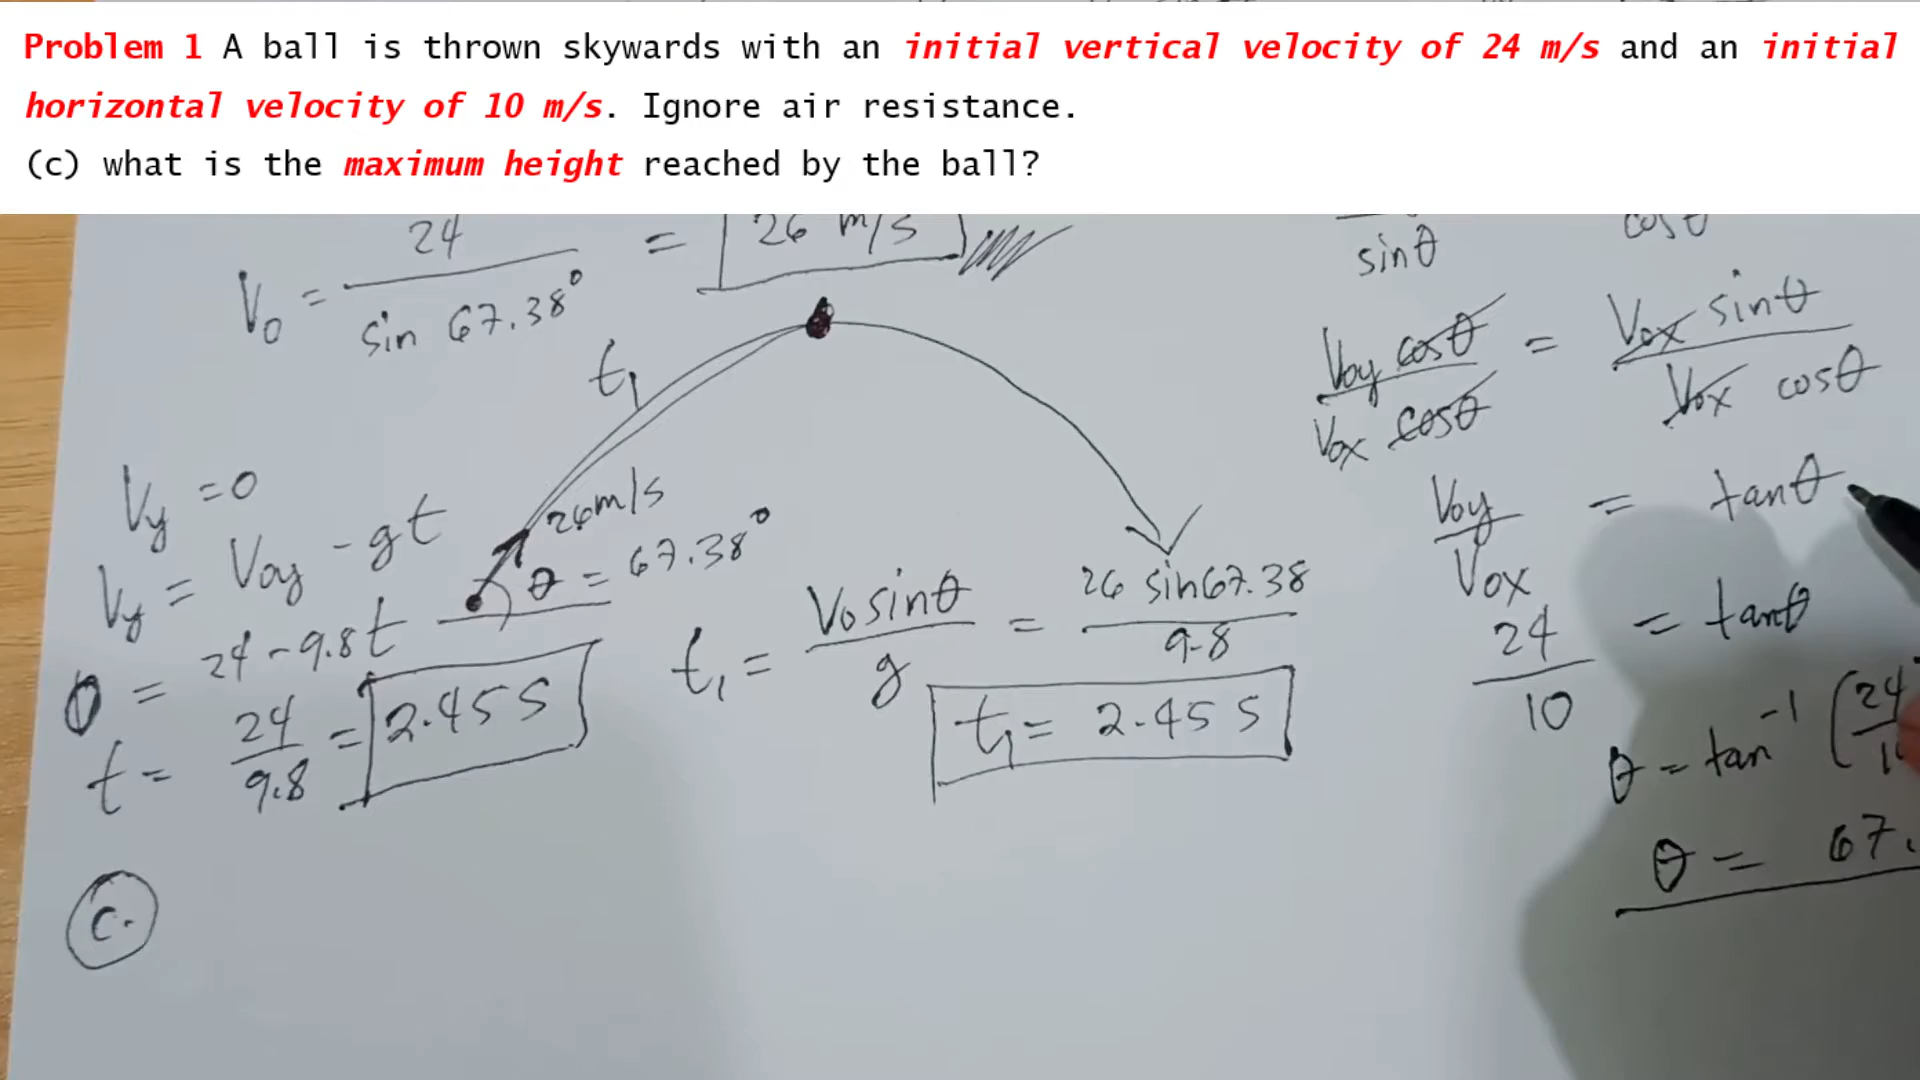 Problem 1 A ball is thrown skywards with an initial vertical velocity of 24 m/s and an initial
horizontal velocity of 10 m/s. Ignore air resistance.
(c) what is the maximum height reached by the ball?
V₀ = 24 / sin 67.38° = 26 m/s
t₁
26m/s
θ = 67.38°
Vy = 0
Vy = Voy - gt
0 = 24 - 9.8t
t = 24 / 9.8 = 2.45 s
t₁ = V₀ sinθ / g = 26 sin67.38 / 9.8
t₁ = 2.45 s
sinθ
cosθ
Voy cosθ / Vox cosθ = Vox sinθ / Vox cosθ
Voy / Vox = tanθ
24 / 10 = tanθ
θ = tan⁻¹ (24
θ = 67.
C.